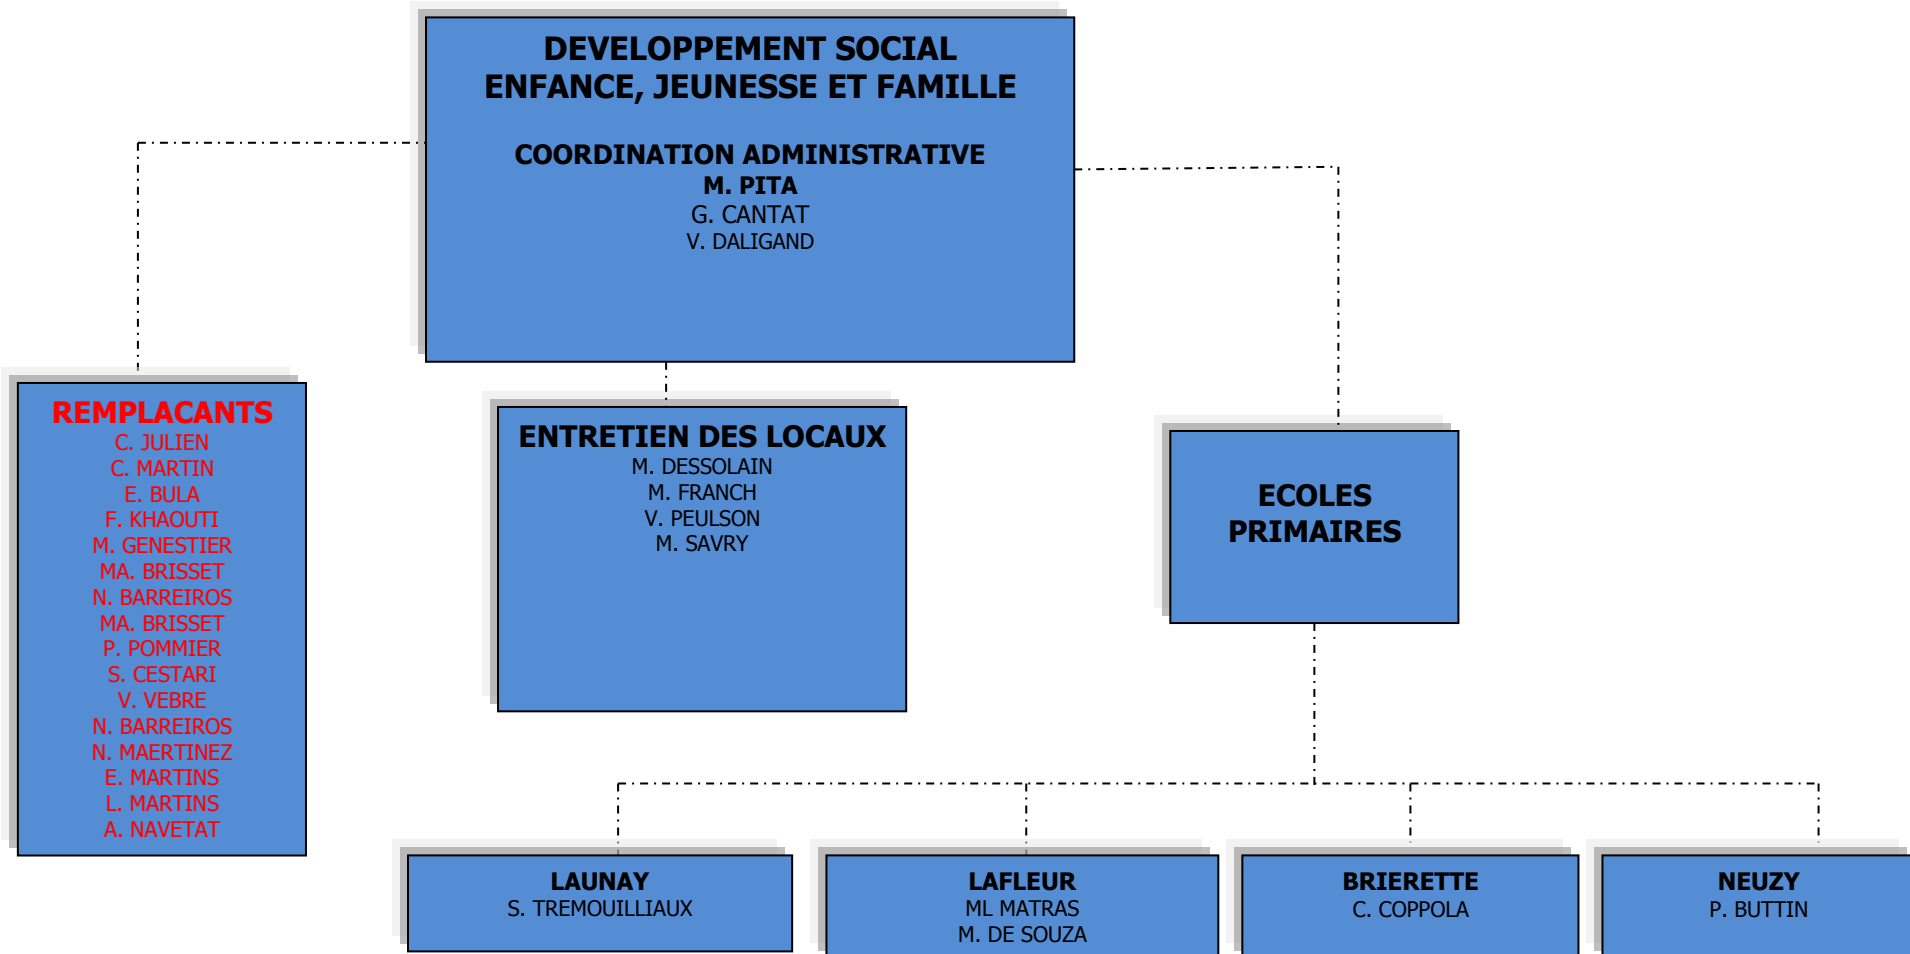 DEVELOPPEMENT SOCIAL
ENFANCE, JEUNESSE ET FAMILLE
COORDINATION ADMINISTRATIVE
M. PITA
G. CANTAT
V. DALIGAND
REMPLACANTS
C. JULIEN
C. MARTIN
E. BULA
F. KHAOUTI
M. GENESTIER
MA. BRISSET
N. BARREIROS
MA. BRISSET
P. POMMIER
S. CESTARI
V. VEBRE
N. BARREIROS
N. MAERTINEZ
E. MARTINS
L. MARTINS
A. NAVETAT
ENTRETIEN DES LOCAUX
M. DESSOLAIN
M. FRANCH
V. PEULSON
M. SAVRY
ECOLES
PRIMAIRES
LAUNAY
S. TREMOUILLIAUX
LAFLEUR
ML MATRAS
M. DE SOUZA
BRIERETTE
C. COPPOLA
NEUZY
P. BUTTIN